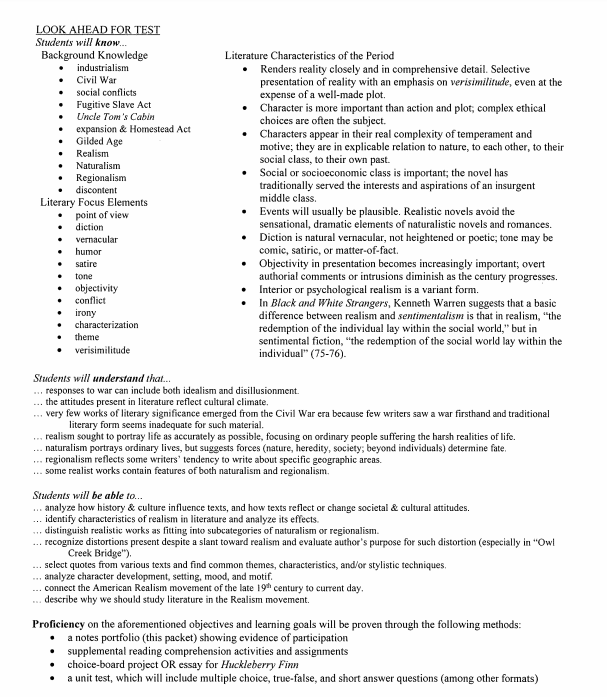 LOOK AHEAD FOR TEST
Students will know...
Background Knowledge
• industrialism
• Civil War
• social conflicts
• Fugitive Slave Act
• Uncle Tom's Cabin
• expansion & Homestead Act
• Gilded Age
• Realism
• Naturalism
• Regionalism
• discontent
Literary Focus Elements
• point of view
• diction
• vernacular
• humor
• satire
• tone
• objectivity
• conflict
• irony
• characterization
• theme
• verisimilitude
Literature Characteristics of the Period
• Renders reality closely and in comprehensive detail. Selective
presentation of reality with an emphasis on verisimilitude, even at the
expense of a well-made plot.
• Character is more important than action and plot; complex ethical
choices are often the subject.
• Characters appear in their real complexity of temperament and
motive; they are in explicable relation to nature, to each other, to their
social class, to their own past.
• Social or socioeconomic class is important; the novel has
traditionally served the interests and aspirations of an insurgent
middle class.
• Events will usually be plausible. Realistic novels avoid the
sensational, dramatic elements of naturalistic novels and romances.
• Diction is natural vernacular, not heightened or poetic; tone may be
comic, satiric, or matter-of-fact.
• Objectivity in presentation becomes increasingly important; overt
authorial comments or intrusions diminish as the century progresses.
• Interior or psychological realism is a variant form.
• In Black and White Strangers, Kenneth Warren suggests that a basic
difference between realism and sentimentalism is that in realism, "the
redemption of the individual lay within the social world," but in
sentimental fiction, "the redemption of the social world lay within the
individual" (75-76).
Students will understand that...
... responses to war can include both idealism and disillusionment.
... the attitudes present in literature reflect cultural climate.
... very few works of literary significance emerged from the Civil War era because few writers saw a war firsthand and traditional
literary form seems inadequate for such material.
... realism sought to portray life as accurately as possible, focusing on ordinary people suffering the harsh realities of life.
... naturalism portrays ordinary lives, but suggests forces (nature, heredity, society; beyond individuals) determine fate.
... regionalism reflects some writers' tendency to write about specific geographic areas.
... some realist works contain features of both naturalism and regionalism.
Students will be able to...
... analyze how history & culture influence texts, and how texts reflect or change societal & cultural attitudes.
... identify characteristics of realism in literature and analyze its effects.
... distinguish realistic works as fitting into subcategories of naturalism or regionalism.
... recognize distortions present despite a slant toward realism and evaluate author's purpose for such distortion (especially in "Owl
Creek Bridge").
... select quotes from various texts and find common themes, characteristics, and/or stylistic techniques.
... analyze character development, setting, mood, and motif.
... connect the American Realism movement of the late 19th century to current day.
... describe why we should study literature in the Realism movement.
Proficiency on the aforementioned objectives and learning goals will be proven through the following methods:
• a notes portfolio (this packet) showing evidence of participation
• supplemental reading comprehension activities and assignments
• choice-board project OR essay for Huckleberry Finn
• a unit test, which will include multiple choice, true-false, and short answer questions (among other formats)